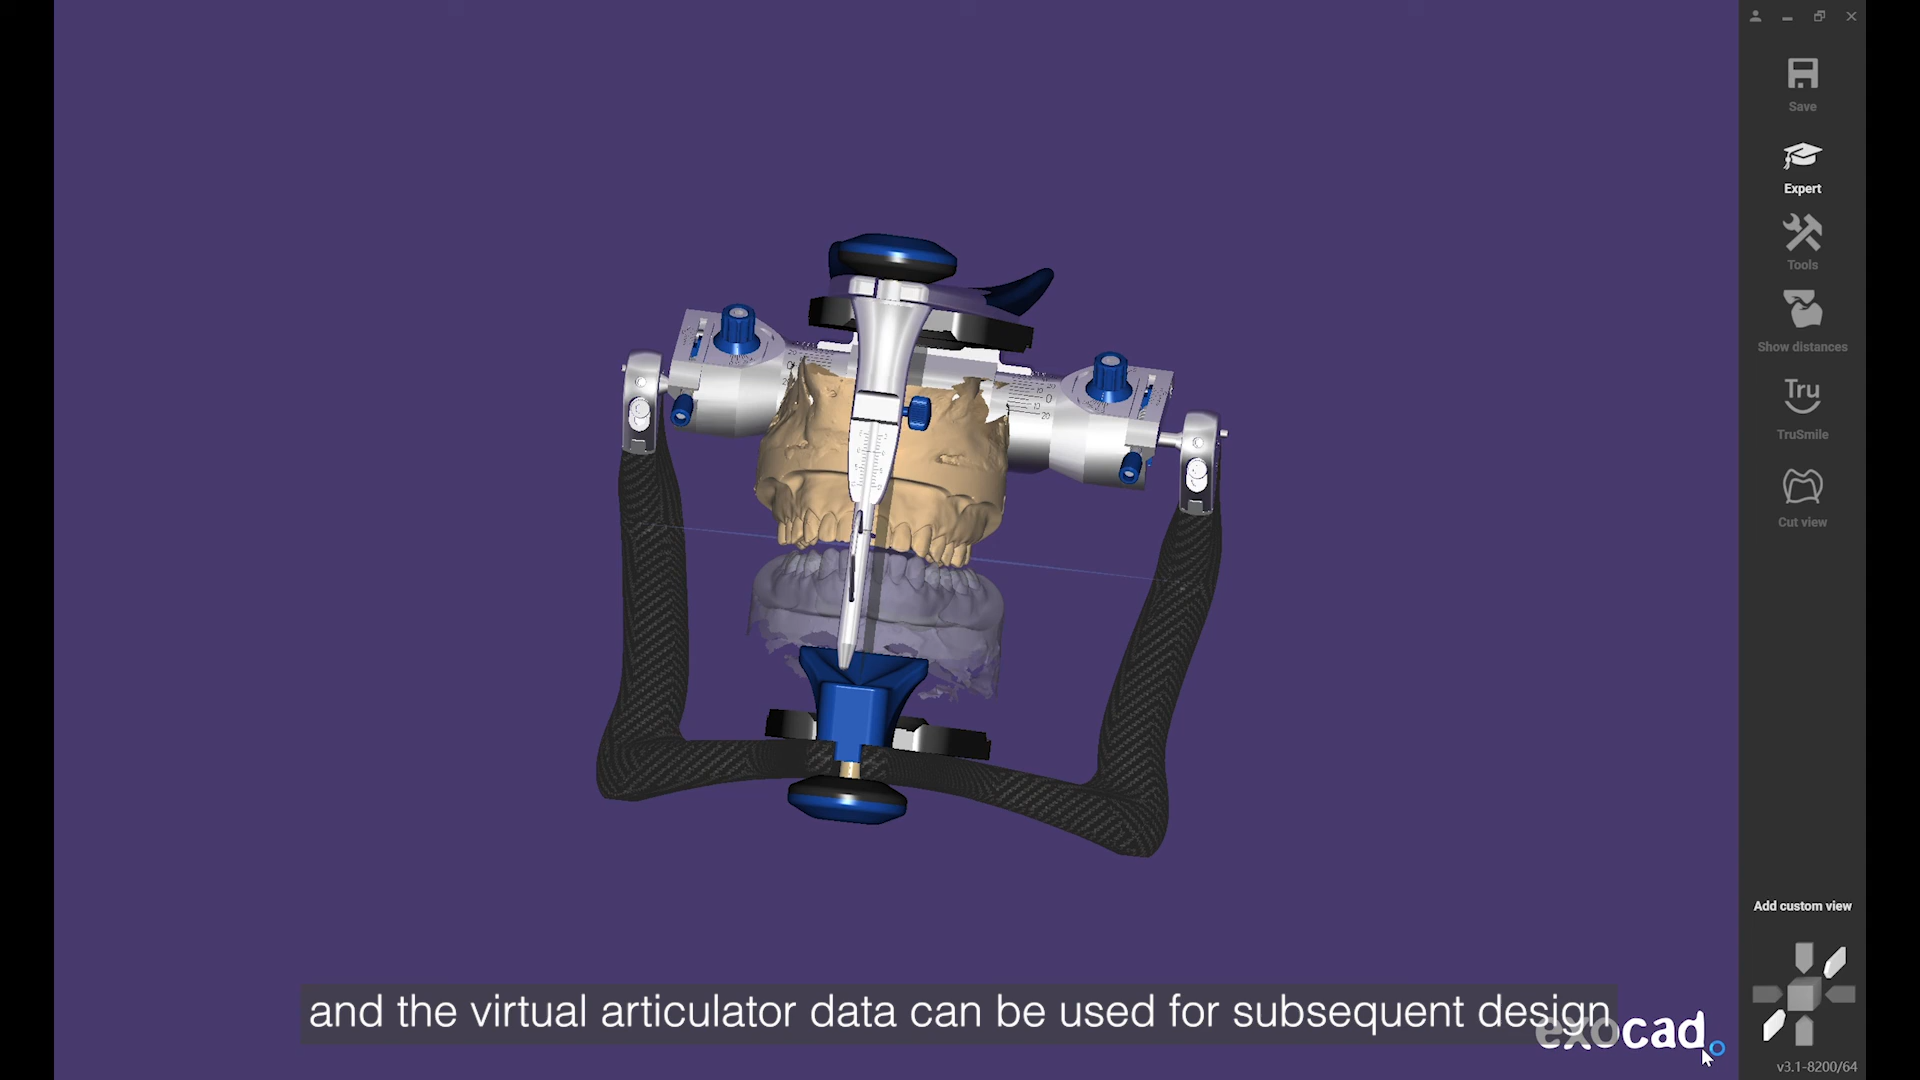 Save
Expert
Tools
Show distances
Tru
TruSmile
Cut view
Add custom view
and the virtual articulator data can be used for subsequent design
exocad
v3.1-8200/64